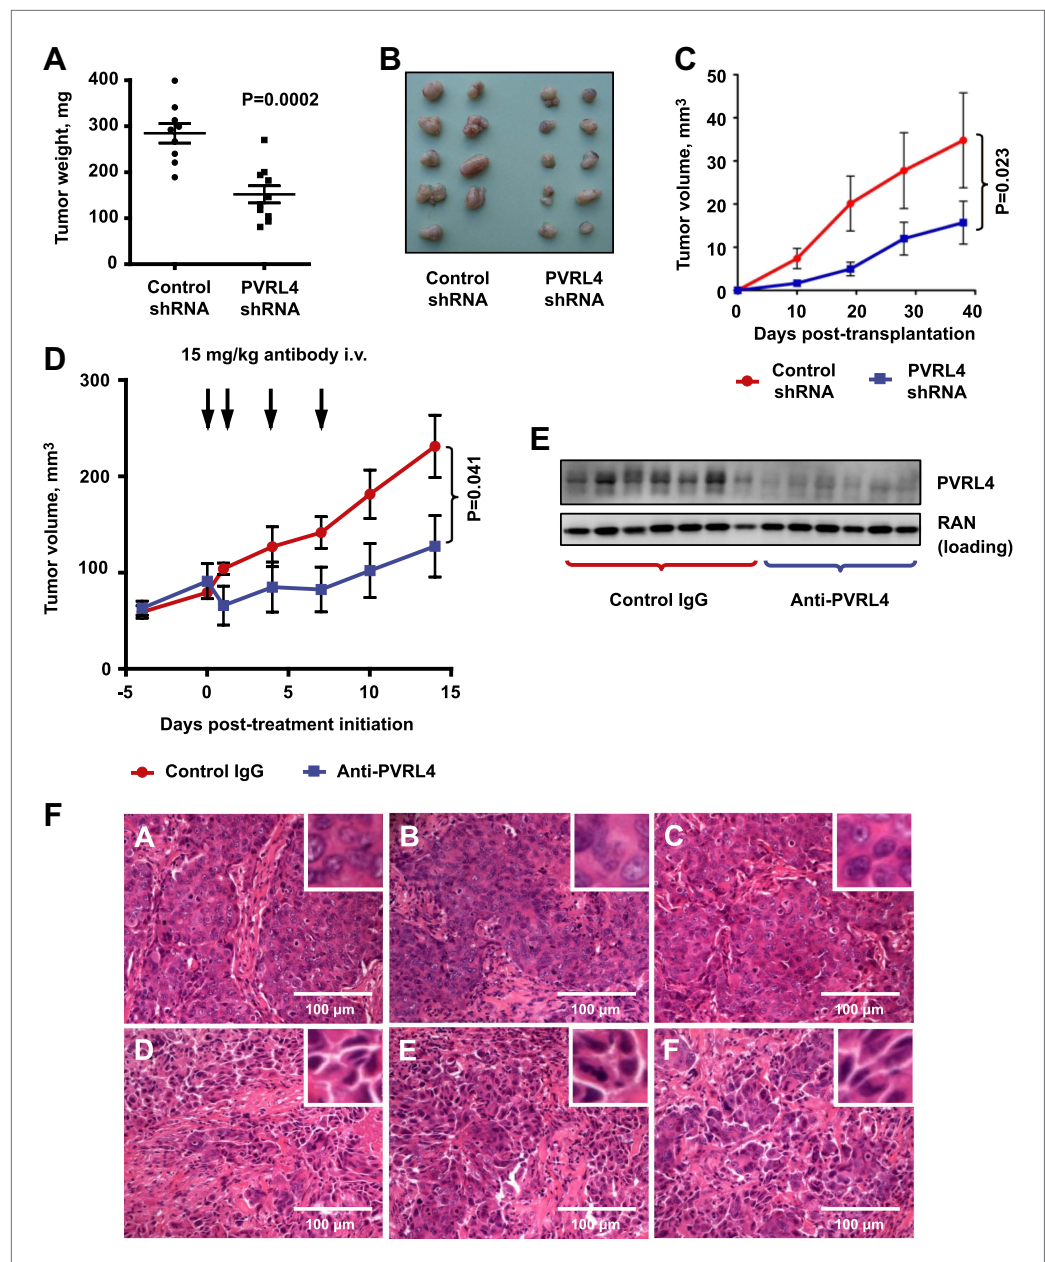 A
Tumor weight, mg
400
300
200
100
0
P=0.0002
Control
shRNA
PVRL4
shRNA
B
Control
shRNA
PVRL4
shRNA
C
Tumor volume, mm³
50
40
30
20
10
0
0 10 20 30 40
Days post-transplantation
P=0.023
Control
shRNA
PVRL4
shRNA
D
15 mg/kg antibody i.v.
Tumor volume, mm³
300
200
100
0
-5 0 5 10 15
Days post-treatment initiation
P=0.041
Control IgG
Anti-PVRL4
E
PVRL4
RAN
(loading)
Control IgG
Anti-PVRL4
F
A
100 µm
B
100 µm
C
100 µm
D
100 µm
E
100 µm
F
100 µm